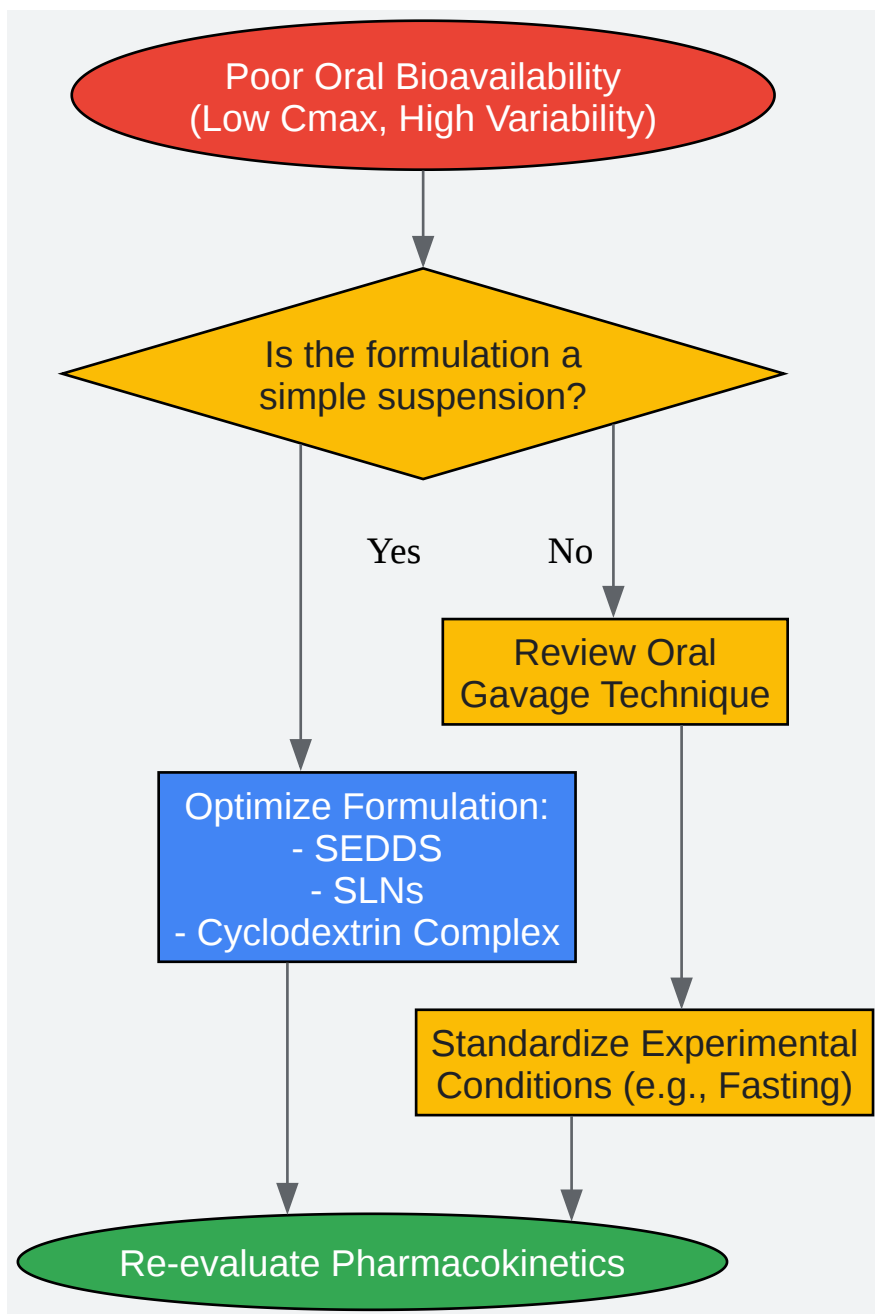 Poor Oral Bioavailability
(Low Cmax, High Variability)
Is the formulation a
simple suspension?
Yes
No
Review Oral
Gavage Technique
Optimize Formulation:
- SEDDS
- SLNs
- Cyclodextrin Complex
Standardize Experimental
Conditions (e.g., Fasting)
Re-evaluate Pharmacokinetics